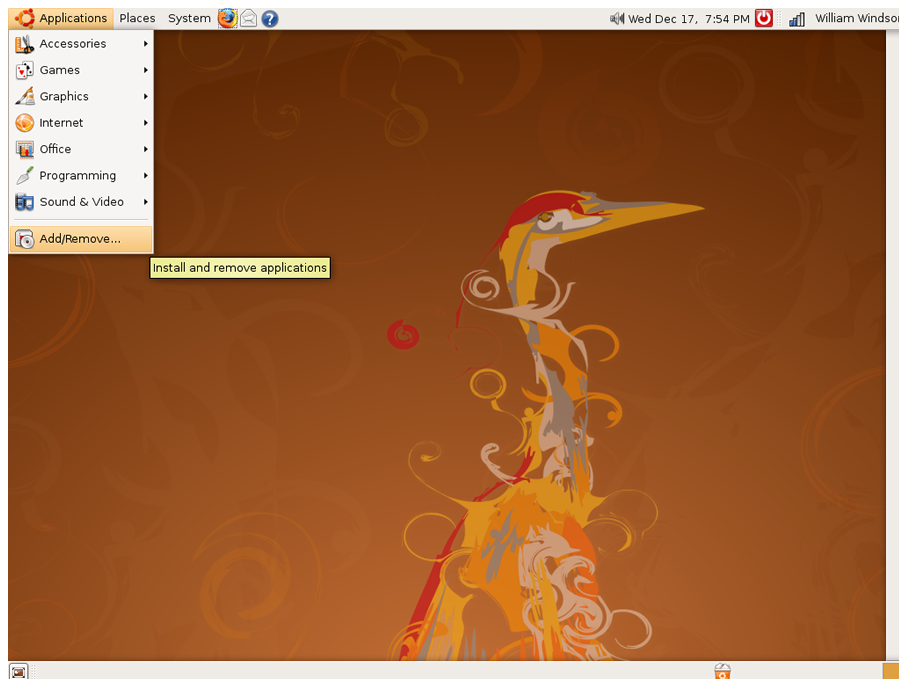 Applications Places System Wed Dec 17, 7:54 PM William Windsor
Accessories
Games
Graphics
Internet
Office
Programming
Sound & Video
Add/Remove...
Install and remove applications